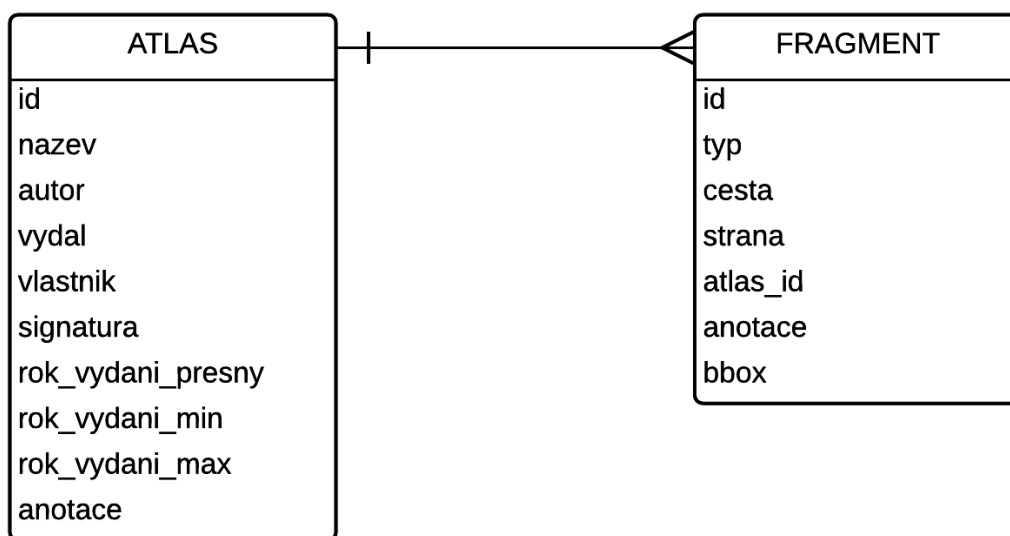 ATLAS
id
nazev
autor
vydal
vlastnik
signatura
rok_vydani_presny
rok_vydani_min
rok_vydani_max
anotace
FRAGMENT
id
typ
cesta
strana
atlas_id
anotace
bbox